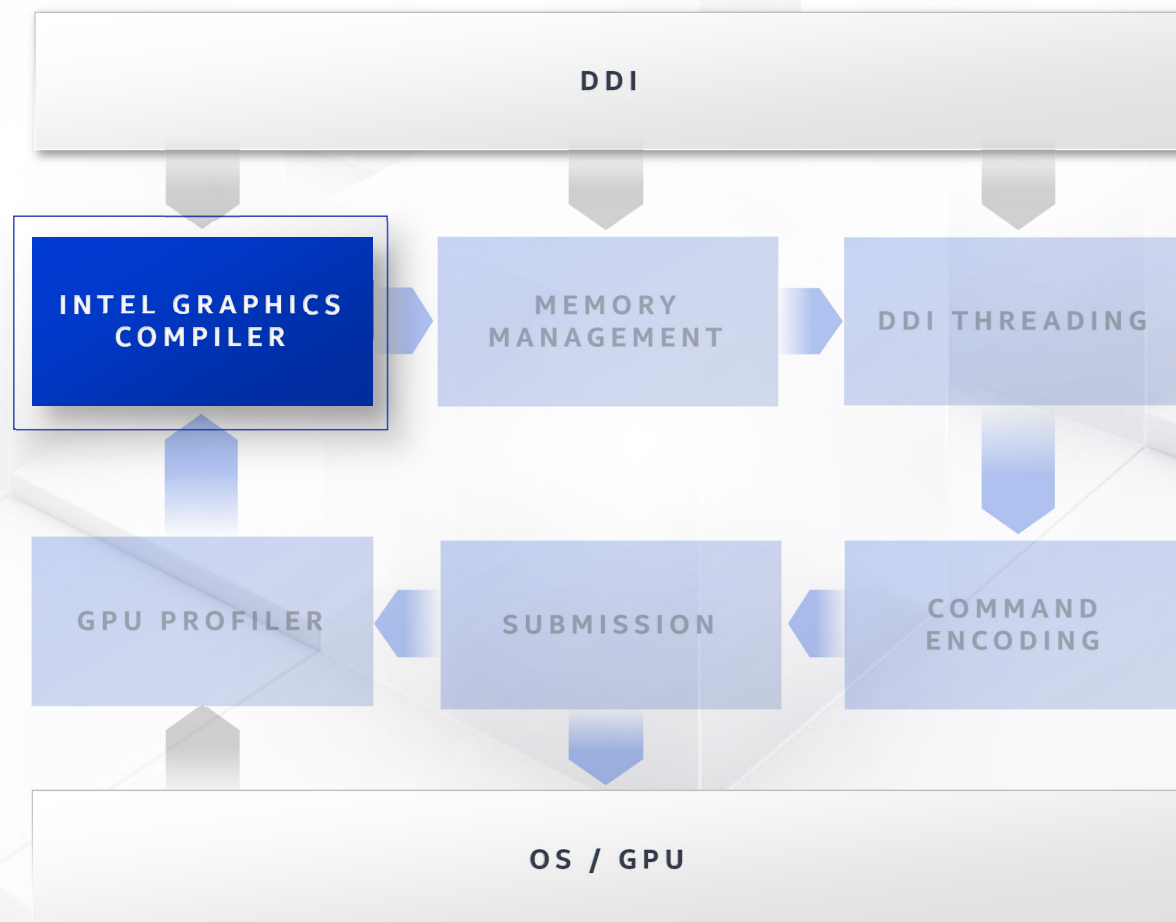 DDI
INTEL GRAPHICS
COMPILER
MEMORY
MANAGEMENT
DDI THREADING
GPU PROFILER
SUBMISSION
COMMAND
ENCODING
OS / GPU